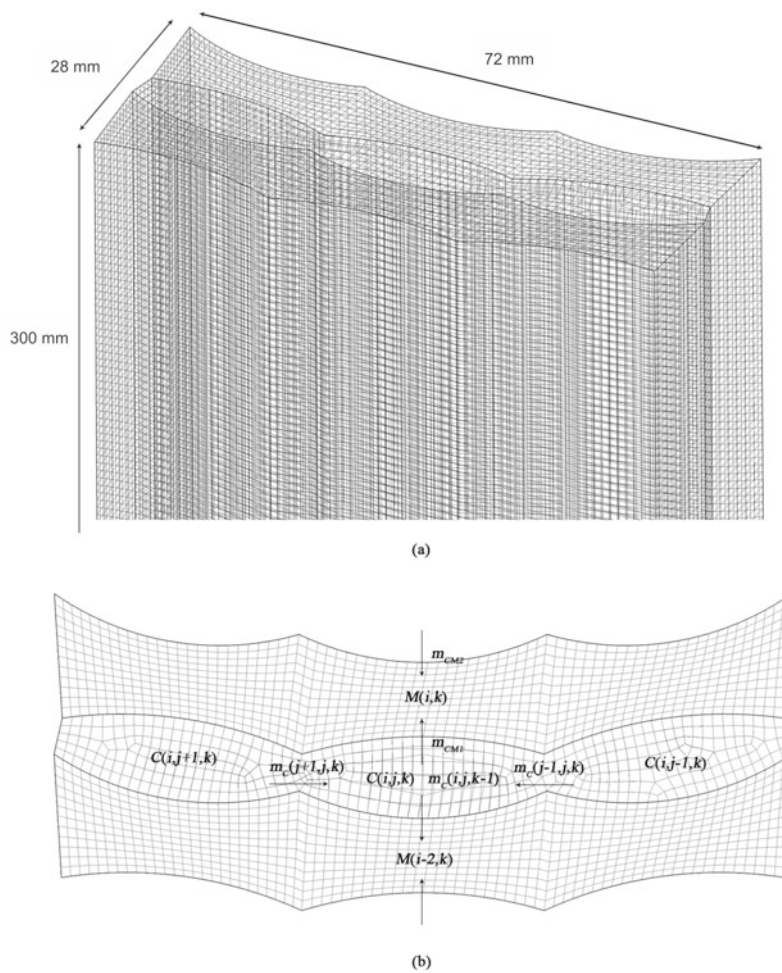 28 mm
72 mm
300 mm
(a)
m_CM2
M(i,k)
m_CM1
C(i,j+1,k)
m_C(j+1,j,k)
C(i,j,k)
m_C(i,j,k-1)
m_C(j-1,j,k)
C(i,j-1,k)
M(i-2,k)
(b)